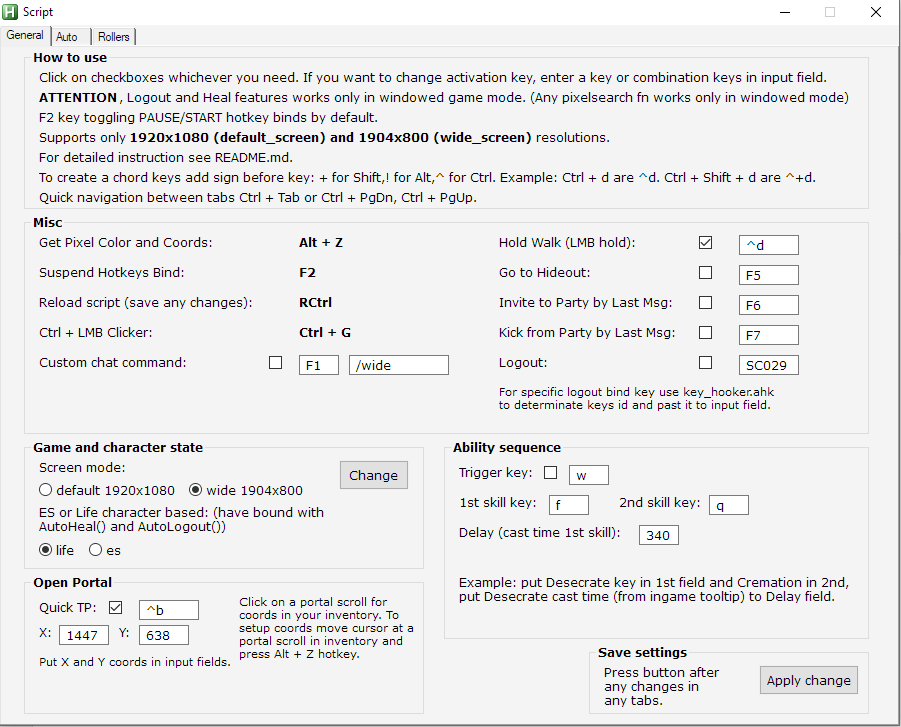 Script
General Auto Rollers
How to use
Click on checkboxes whichever you need. If you want to change activation key, enter a key or combination keys in input field.
ATTENTION, Logout and Heal features works only in windowed game mode. (Any pixelsearch fn works only in windowed mode)
F2 key toggling PAUSE/START hotkey binds by default.
Supports only 1920x1080 (default_screen) and 1904x800 (wide_screen) resolutions.
For detailed instruction see README.md.
To create a chord keys add sign before key: + for Shift,! for Alt,^ for Ctrl. Example: Ctrl + d are ^d. Ctrl + Shift + d are ^+d.
Quick navigation between tabs Ctrl + Tab or Ctrl + PgDn, Ctrl + PgUp.
Misc
Get Pixel Color and Coords: Alt + Z
Suspend Hotkeys Bind: F2
Reload script (save any changes): RCtrl
Ctrl + LMB Clicker: Ctrl + G
Custom chat command: F1 /wide
Hold Walk (LMB hold): ^d
Go to Hideout: F5
Invite to Party by Last Msg: F6
Kick from Party by Last Msg: F7
Logout: SC029
For specific logout bind key use key_hooker.ahk
to determinate keys id and past it to input field.
Game and character state
Screen mode:
Change
default 1920x1080 wide 1904x800
ES or Life character based: (have bound with
AutoHeal() and AutoLogout())
life es
Open Portal
Quick TP: ^b
X: 1447 Y: 638
Put X and Y coords in input fields.
Click on a portal scroll for
coords in your inventory. To
setup coords move cursor at a
portal scroll in inventory and
press Alt + Z hotkey.
Ability sequence
Trigger key: w
1st skill key: f 2nd skill key: q
Delay (cast time 1st skill): 340
Example: put Desecrate key in 1st field and Cremation in 2nd,
put Desecrate cast time (from ingame tooltip) to Delay field.
Save settings
Press button after
any changes in
any tabs.
Apply change